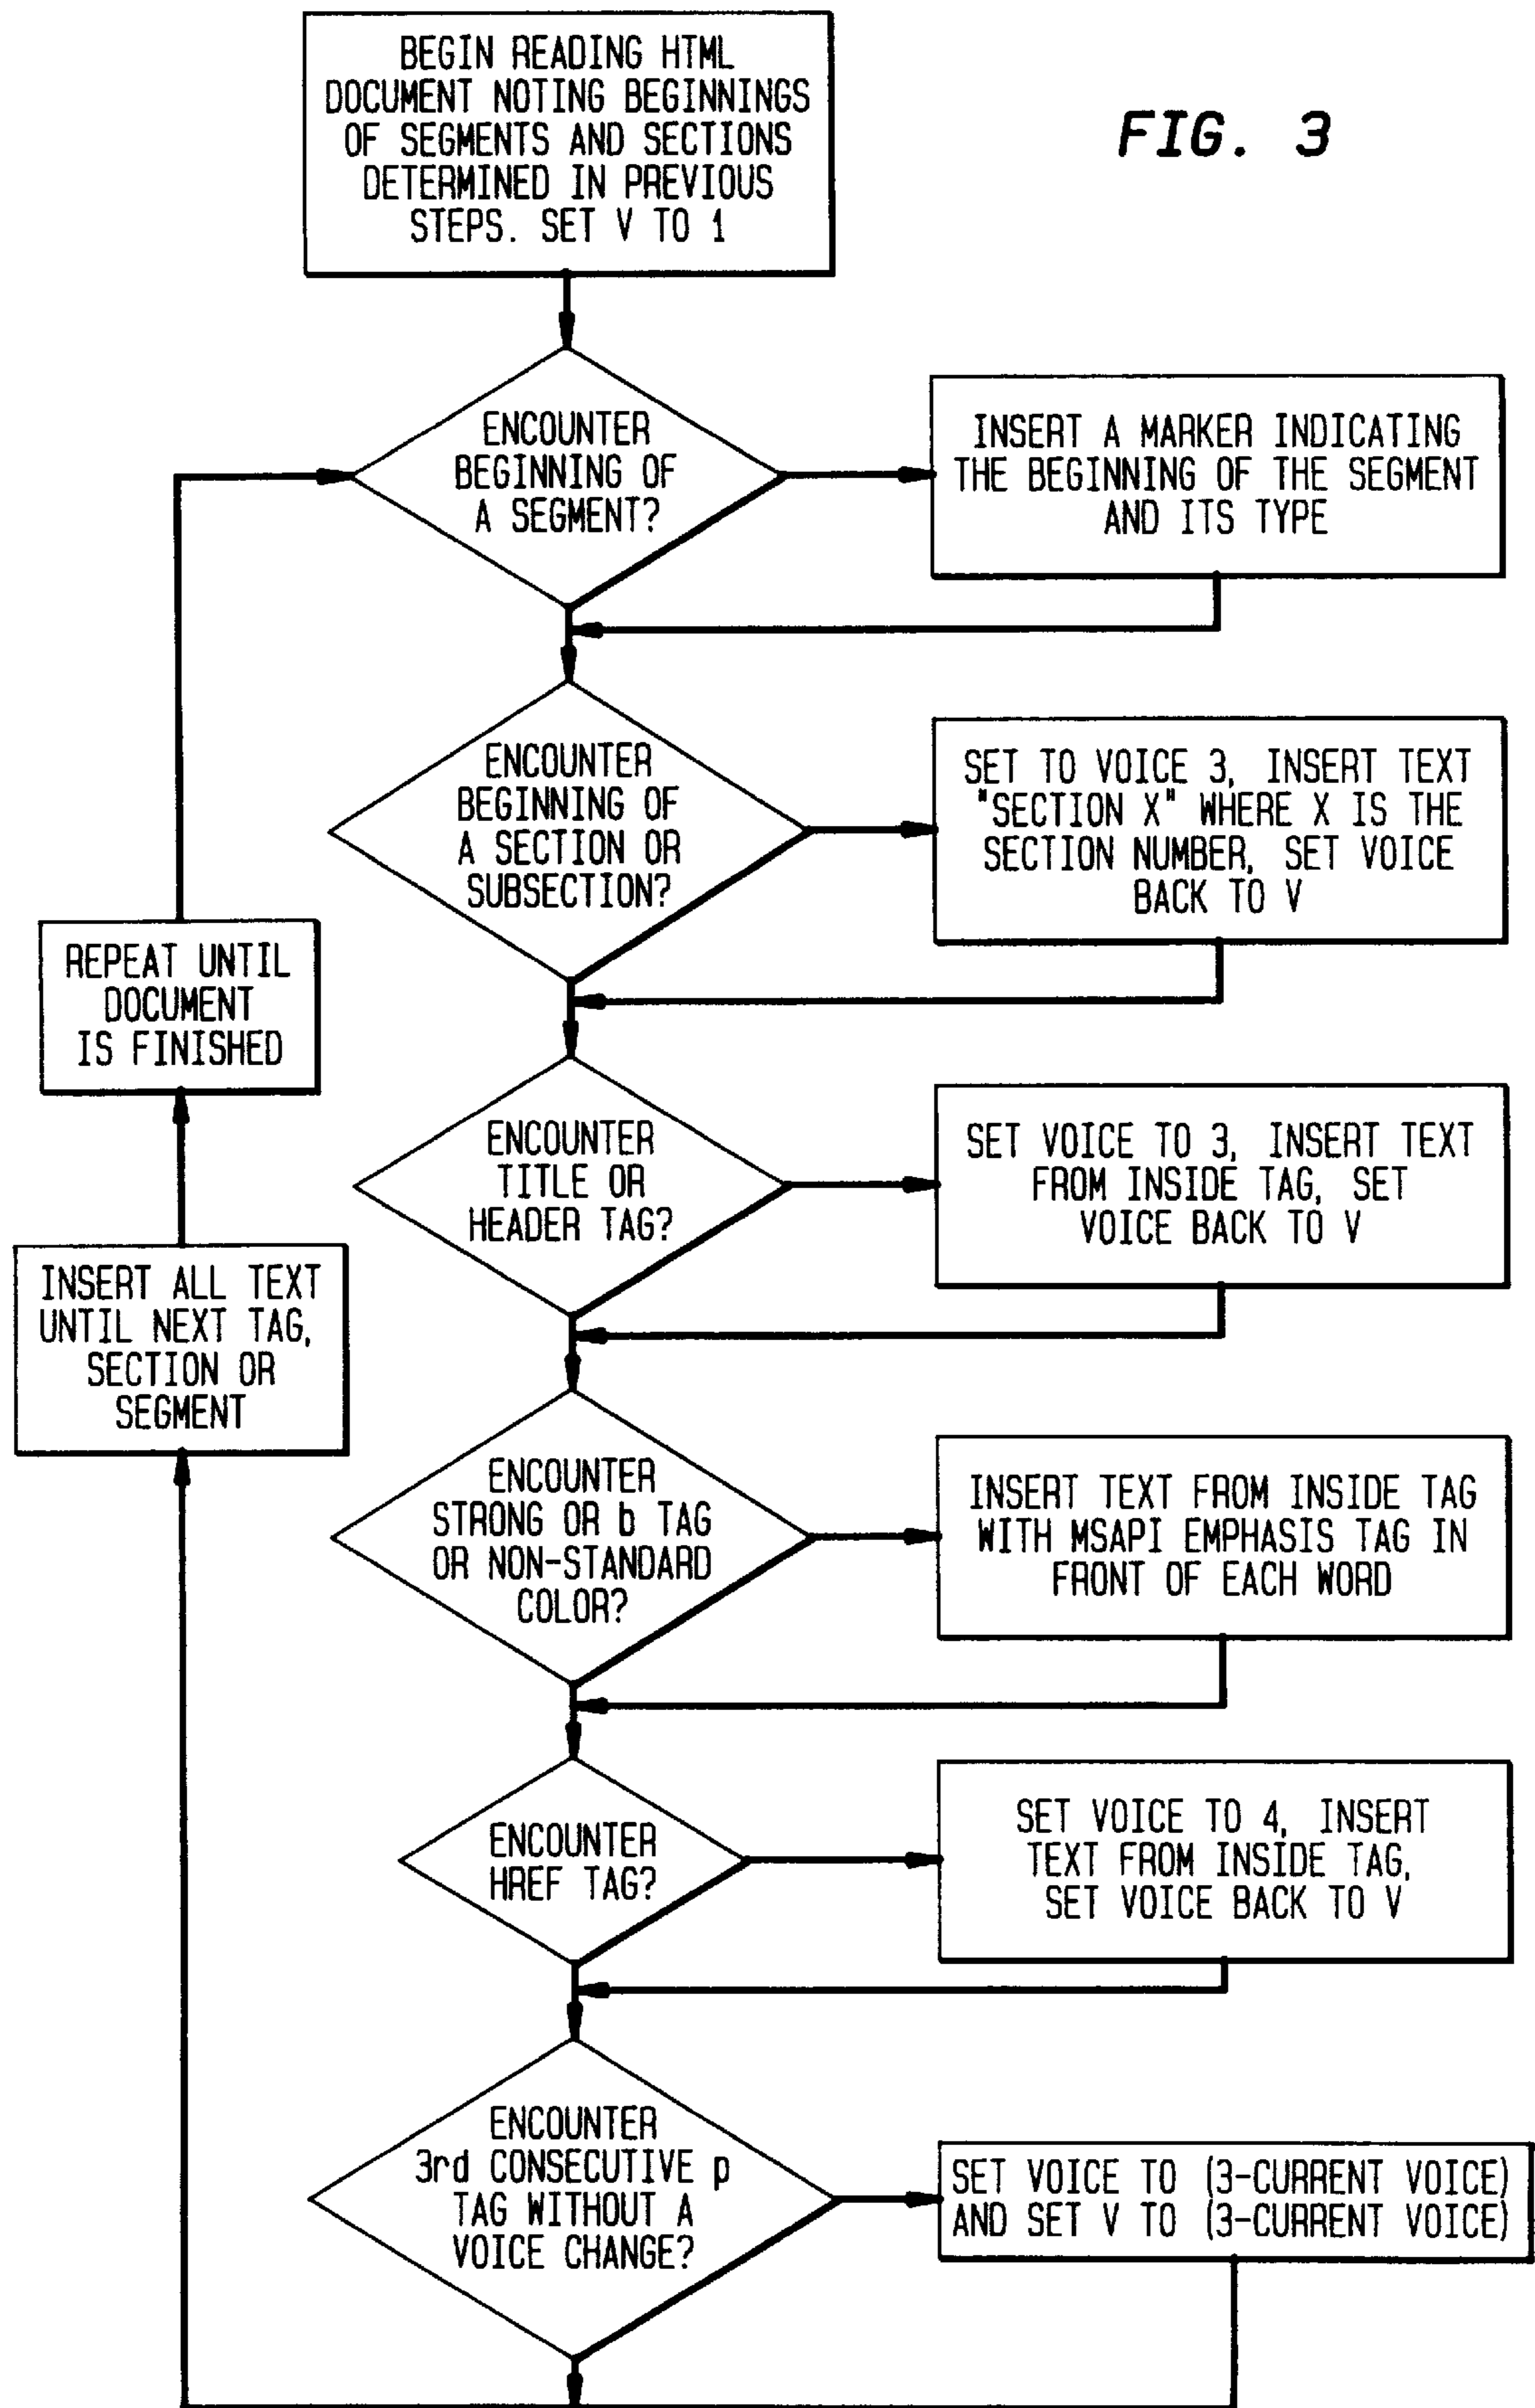 BEGIN READING HTML
DOCUMENT NOTING BEGINNINGS
OF SEGMENTS AND SECTIONS
DETERMINED IN PREVIOUS
STEPS. SET V TO 1
FIG. 3
ENCOUNTER
BEGINNING OF
A SEGMENT?
INSERT A MARKER INDICATING
THE BEGINNING OF THE SEGMENT
AND ITS TYPE
ENCOUNTER
BEGINNING OF
A SECTION OR
SUBSECTION?
SET TO VOICE 3, INSERT TEXT
"SECTION X" WHERE X IS THE
SECTION NUMBER, SET VOICE
BACK TO V
REPEAT UNTIL
DOCUMENT
IS FINISHED
ENCOUNTER
TITLE OR
HEADER TAG?
SET VOICE TO 3, INSERT TEXT
FROM INSIDE TAG, SET
VOICE BACK TO V
INSERT ALL TEXT
UNTIL NEXT TAG,
SECTION OR
SEGMENT
ENCOUNTER
STRONG OR b TAG
OR NON-STANDARD
COLOR?
INSERT TEXT FROM INSIDE TAG
WITH MSAPI EMPHASIS TAG IN
FRONT OF EACH WORD
ENCOUNTER
HREF TAG?
SET VOICE TO 4, INSERT
TEXT FROM INSIDE TAG,
SET VOICE BACK TO V
ENCOUNTER
3rd CONSECUTIVE p
TAG WITHOUT A
VOICE CHANGE?
SET VOICE TO (3-CURRENT VOICE)
AND SET V TO (3-CURRENT VOICE)